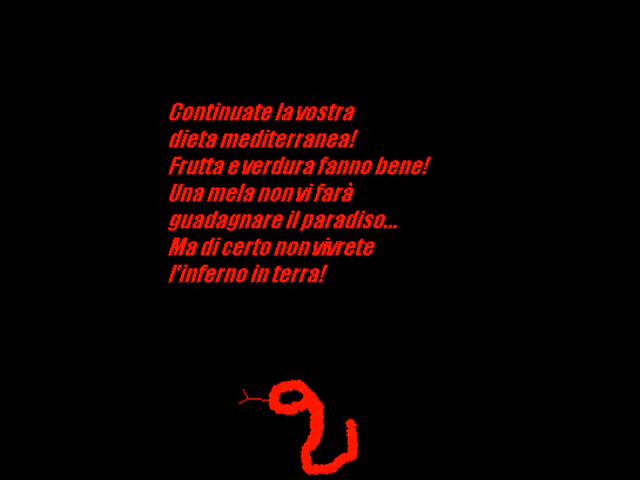 Continuate la vostra
dieta mediterranea!
Frutta e verdura fanno bene!
Una mela non vi farà
guadagnare il paradiso...
Ma di certo non vivrete
l'inferno in terra!